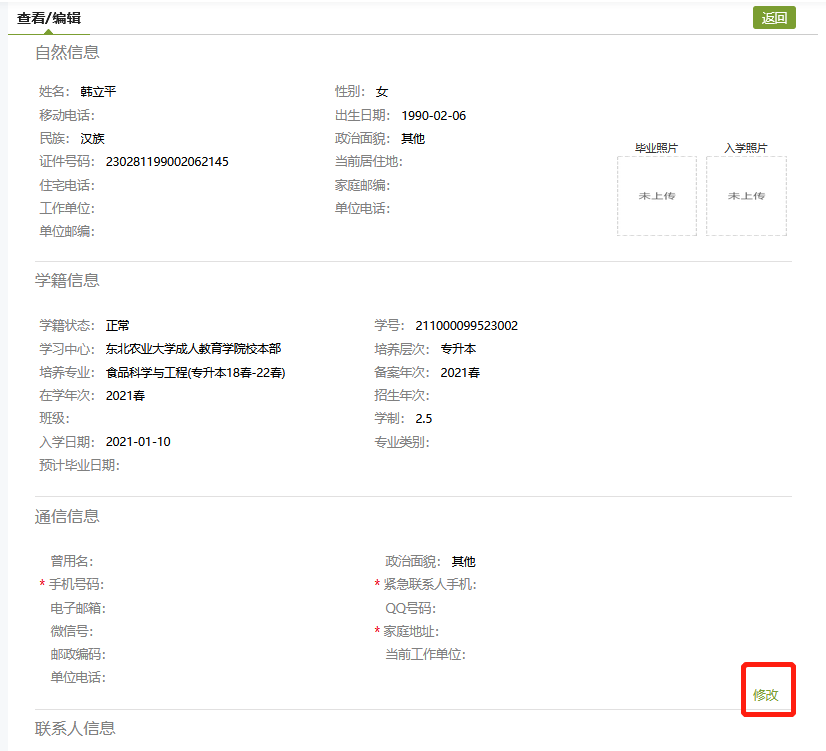 查看/编辑 返回
自然信息
姓名: 韩立平 性别: 女
移动电话: 出生日期: 1990-02-06
民族: 汉族 政治面貌: 其他
毕业照片 入学照片
证件号码: 230281199002062145 当前居住地:
住宅电话: 家庭邮编:
未上传 未上传
工作单位: 单位电话:
单位邮编:
学籍信息
学籍状态: 正常 学号: 211000099523002
学习中心: 东北农业大学成人教育学院校本部 培养层次: 专升本
培养专业: 食品科学与工程(专升本18春-22春) 备案年次: 2021春
在学年次: 2021春 招生年次:
班级: 学制: 2.5
入学日期: 2021-01-10 专业类别:
预计毕业日期:
通信信息
曾用名: 政治面貌: 其他
* 手机号码: * 紧急联系人手机:
电子邮箱: QQ号码:
微信号: * 家庭地址:
邮政编码: 当前工作单位:
单位电话:
修改
联系人信息